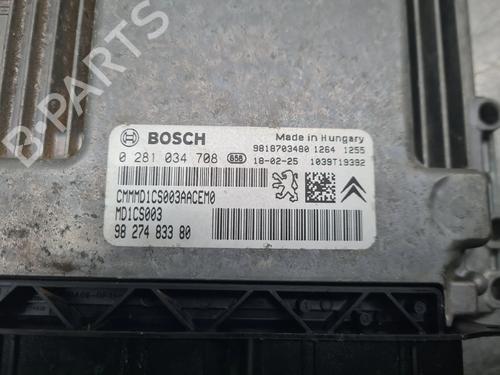 B-PARTS
BOSCH
Made in Hungary
0 281 034 708 658
9818703480 1264 1255
18-02-25 1039T19392
CMMMD1CS003AACEM0
MD1CS003
98 274 833 80